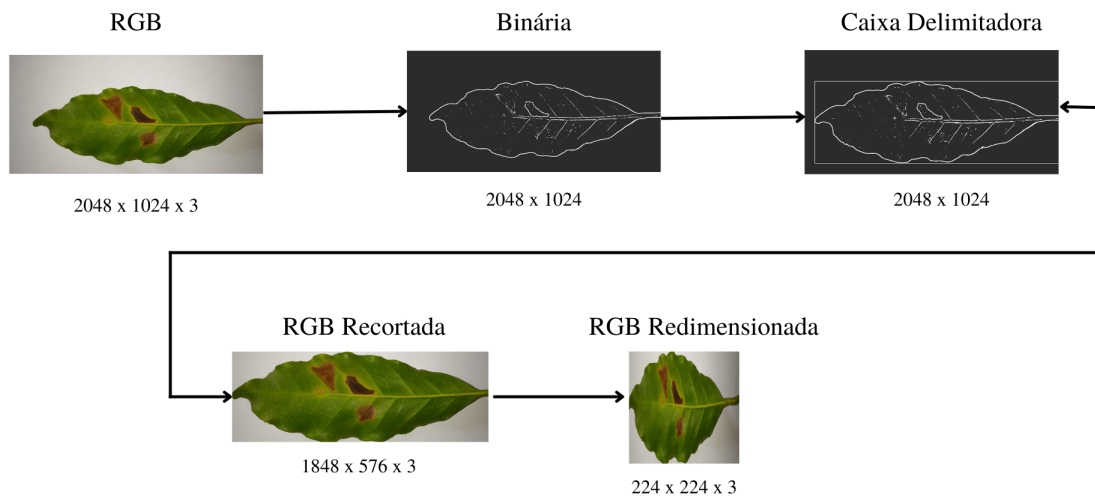 RGB
Binária
Caixa Delimitadora
2048 x 1024 x 3
2048 x 1024
2048 x 1024
RGB Recortada
RGB Redimensionada
1848 x 576 x 3
224 x 224 x 3